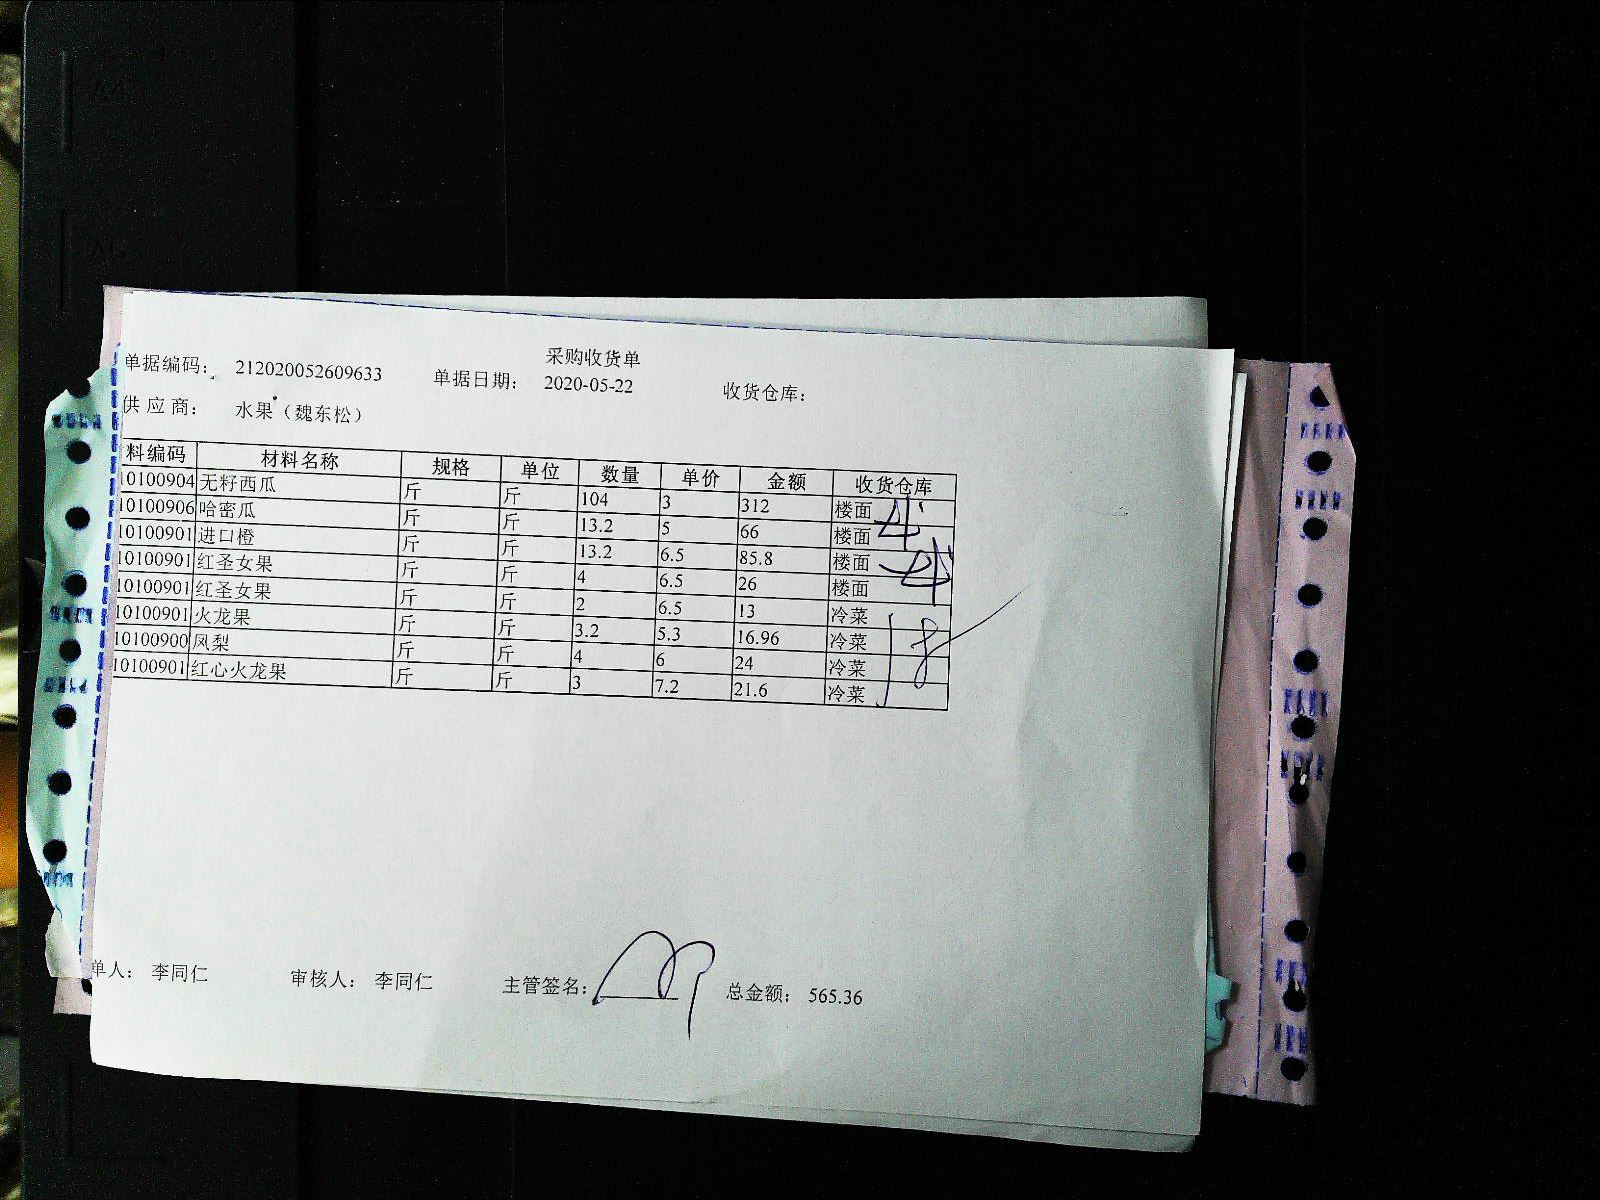 采购收货单
单据编码： 212020052609633 单据日期： 2020-05-22 收货仓库：
供 应 商： 水果（魏东松）
料编码 材料名称 规格 单位 数量 单价 金额 收货仓库
10100904 无籽西瓜 斤 斤 104 3 312 楼面
10100906 哈密瓜 斤 斤 13.2 5 66 楼面
10100901 进口橙 斤 斤 13.2 6.5 85.8 楼面
10100901 红圣女果 斤 斤 4 6.5 26 楼面
10100901 红圣女果 斤 斤 2 6.5 13 冷菜
10100901 火龙果 斤 斤 3.2 5.3 16.96 冷菜
10100900 凤梨 斤 斤 4 6 24 冷菜
10100901 红心火龙果 斤 斤 3 7.2 21.6 冷菜
单人： 李同仁 审核人： 李同仁 主管签名： 总金额： 565.36